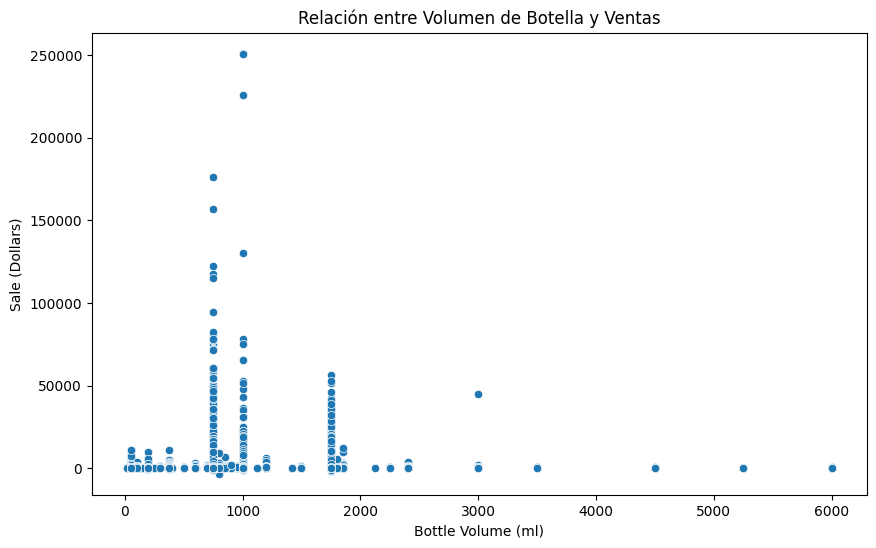 Relación entre Volumen de Botella y Ventas
250000
200000
150000
100000
50000
0
Sale (Dollars)
0 1000 2000 3000 4000 5000 6000
Bottle Volume (ml)